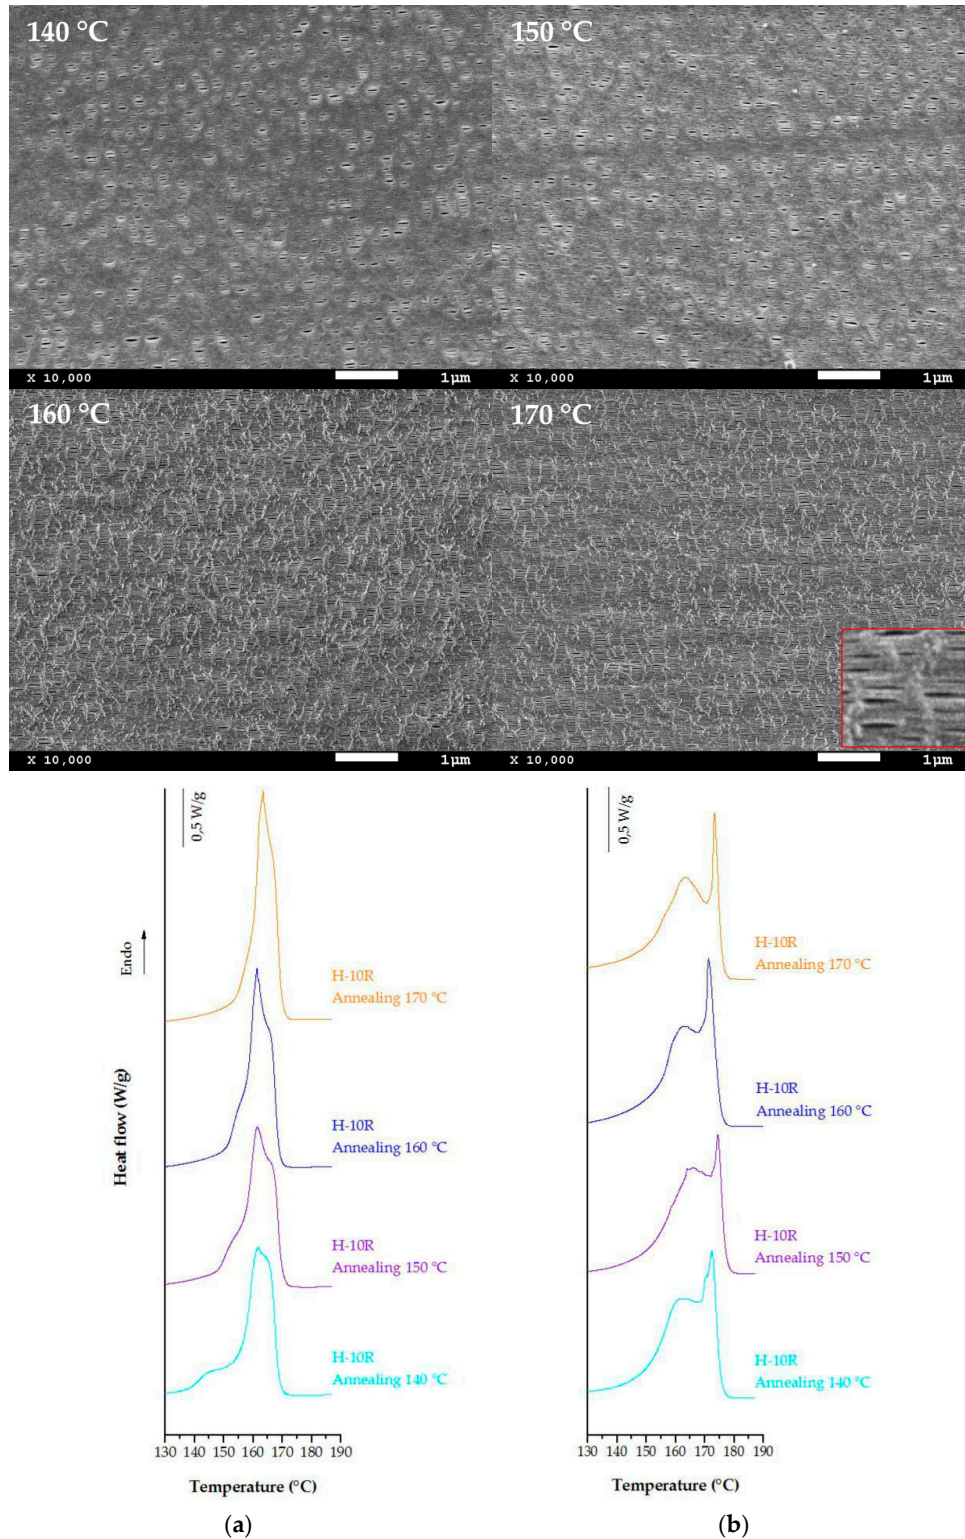 140 °C
150 °C
X 10,000 1μm
X 10,000 1μm
160 °C
170 °C
X 10,000 1μm
X 10,000 1μm
0,5 W/g
Endo
Heat flow (W/g)
H-10R
Annealing 170 °C
H-10R
Annealing 160 °C
H-10R
Annealing 150 °C
H-10R
Annealing 140 °C
130 140 150 160 170 180 190
Temperature (°C)
(a)
0,5 W/g
H-10R
Annealing 170 °C
H-10R
Annealing 160 °C
H-10R
Annealing 150 °C
H-10R
Annealing 140 °C
130 140 150 160 170 180 190
Temperature (°C)
(b)